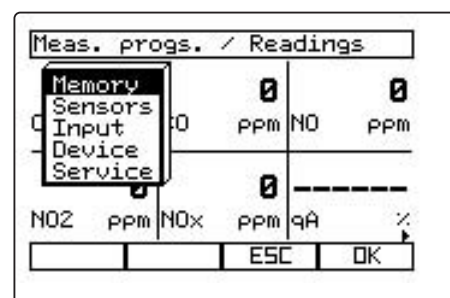 Meas. progs. / Readings
Memory
Sensors
Input
Device
Service
0
0
O
ppm
NO
ppm
0
0
------
NO2
ppm
NOx
ppm
qA
%
ESC
OK